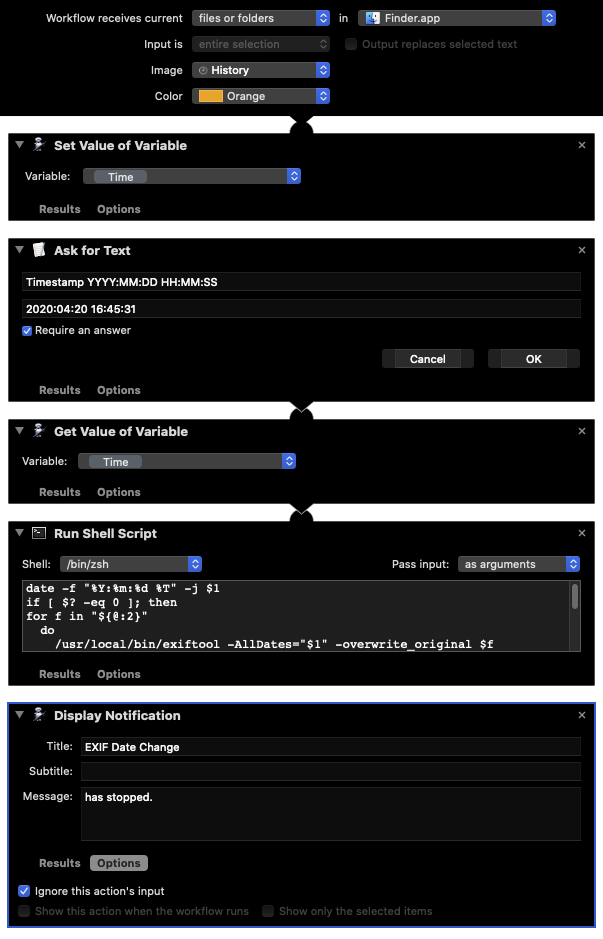 Workflow receives current files or folders in Finder.app
Input is entire selection Output replaces selected text
Image History
Color Orange
Set Value of Variable
Variable: Time
Results Options
Ask for Text
Timestamp YYYY:MM:DD HH:MM:SS
2020:04:20 16:45:31
Require an answer
Cancel OK
Results Options
Get Value of Variable
Variable: Time
Results Options
Run Shell Script
Shell: /bin/zsh Pass input: as arguments
date -f "%Y:%m:%d %T" -j $1
if [ $? -eq 0 ]; then
for f in "${@:2}"
do
/usr/local/bin/exiftool -AllDates="$1" -overwrite_original $f
Results Options
Display Notification
Title: EXIF Date Change
Subtitle:
Message: has stopped.
Results Options
Ignore this action's input
Show this action when the workflow runs Show only the selected items